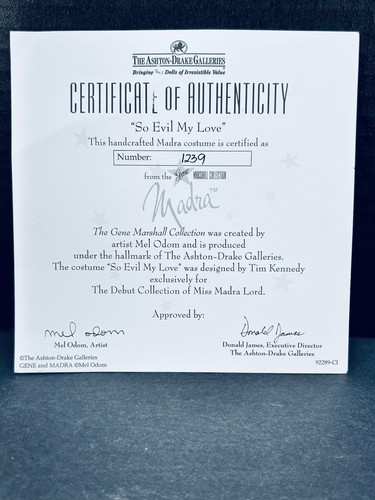 THE ASHTON-DRAKE GALLERIES
Bringing You Dolls of Irresistible Value
CERTIFICATE OF AUTHENTICITY
"So Evil My Love"
This handcrafted Madra costume is certified as
Number: 1239
from the Gene MARSHALL COLLECTION
Madra™
The Gene Marshall Collection was created by
artist Mel Odom and is produced
under the hallmark of The Ashton-Drake Galleries.
The costume "So Evil My Love" was designed by Tim Kennedy
exclusively for
The Debut Collection of Miss Madra Lord.
Approved by:
mel odom Donald James
Mel Odom, Artist Donald James, Executive Director
The Ashton-Drake Galleries
©The Ashton-Drake Galleries
GENE and MADRA ©Mel Odom 92289-CI